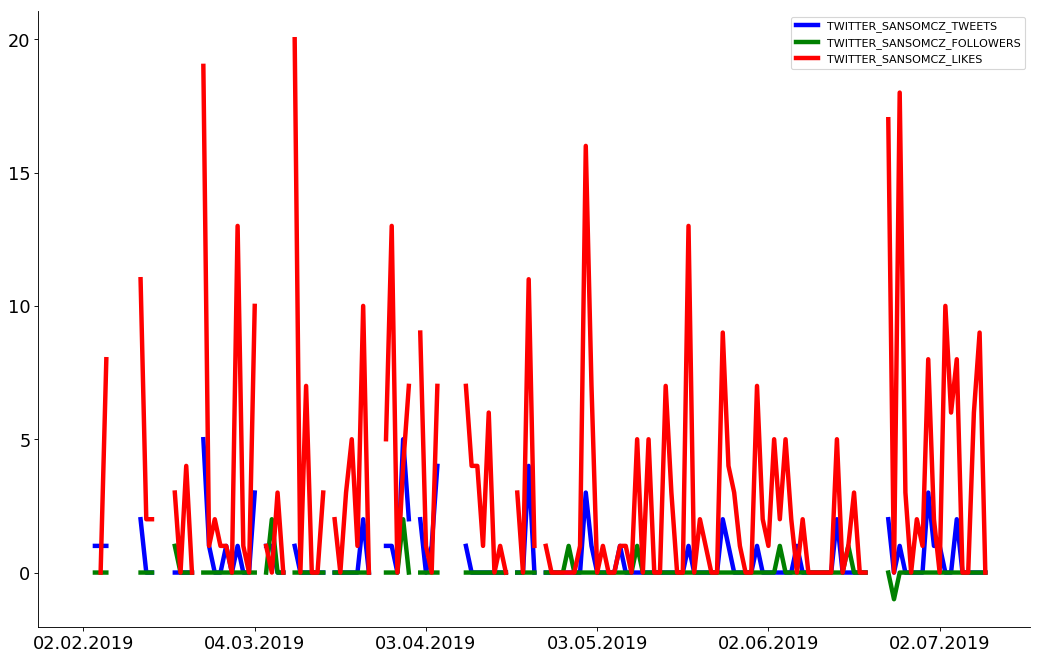 TWITTER_SANSOMCZ_TWEETS
TWITTER_SANSOMCZ_FOLLOWERS
TWITTER_SANSOMCZ_LIKES
20
15
10
5
0
02.02.2019 04.03.2019 03.04.2019 03.05.2019 02.06.2019 02.07.2019